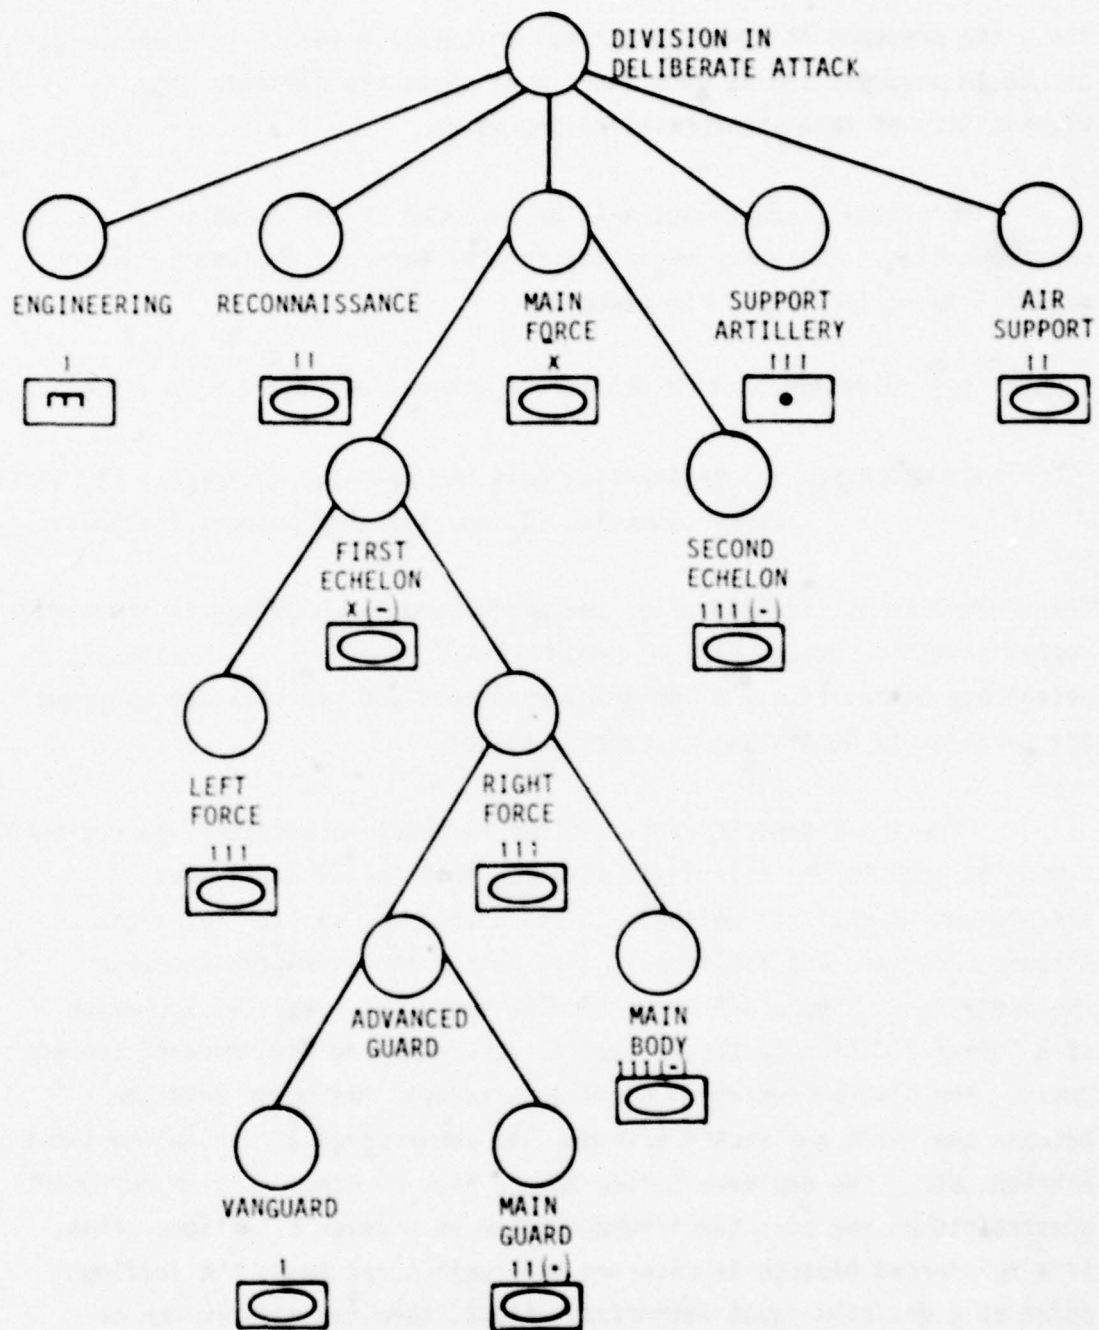 DIVISION IN
DELIBERATE ATTACK
ENGINEERING
RECONNAISSANCE
MAIN
FORCE
SUPPORT
ARTILLERY
AIR
SUPPORT
I
II
X
III
II
FIRST
ECHELON
X(-)
SECOND
ECHELON
III(-)
LEFT
FORCE
III
RIGHT
FORCE
III
ADVANCED
GUARD
MAIN
BODY
III(-)
VANGUARD
I
MAIN
GUARD
II(+)